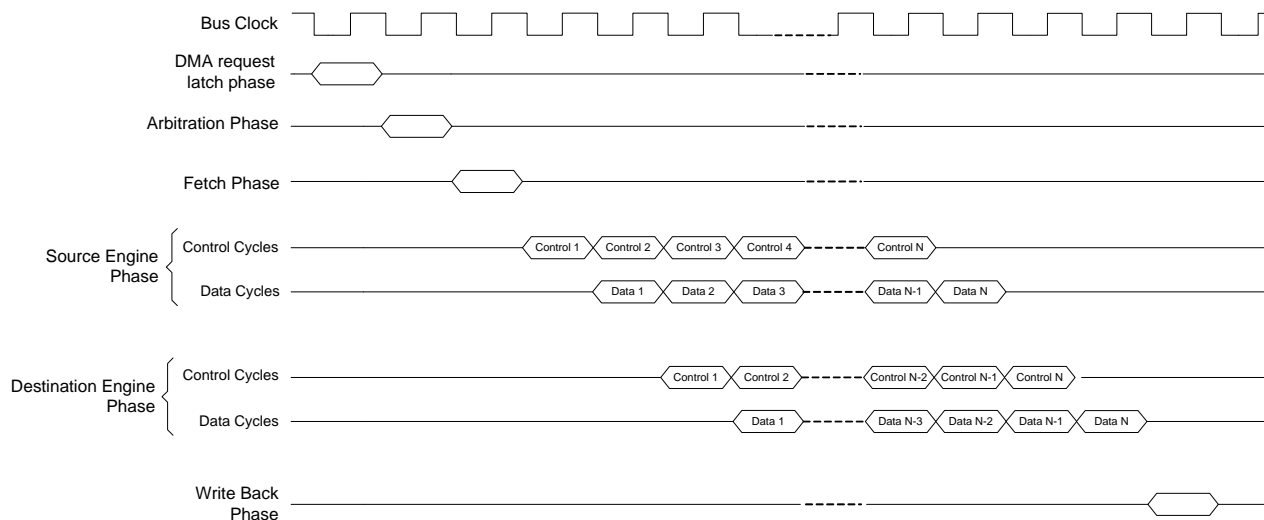 Bus Clock
DMA request
latch phase
Arbitration Phase
Fetch Phase
Source Engine
Phase
Control Cycles
Control 1 Control 2 Control 3 Control 4 Control N
Data Cycles
Data 1 Data 2 Data 3 Data N-1 Data N
Destination Engine
Phase
Control Cycles
Control 1 Control 2 Control N-2 Control N-1 Control N
Data Cycles
Data 1 Data N-3 Data N-2 Data N-1 Data N
Write Back
Phase